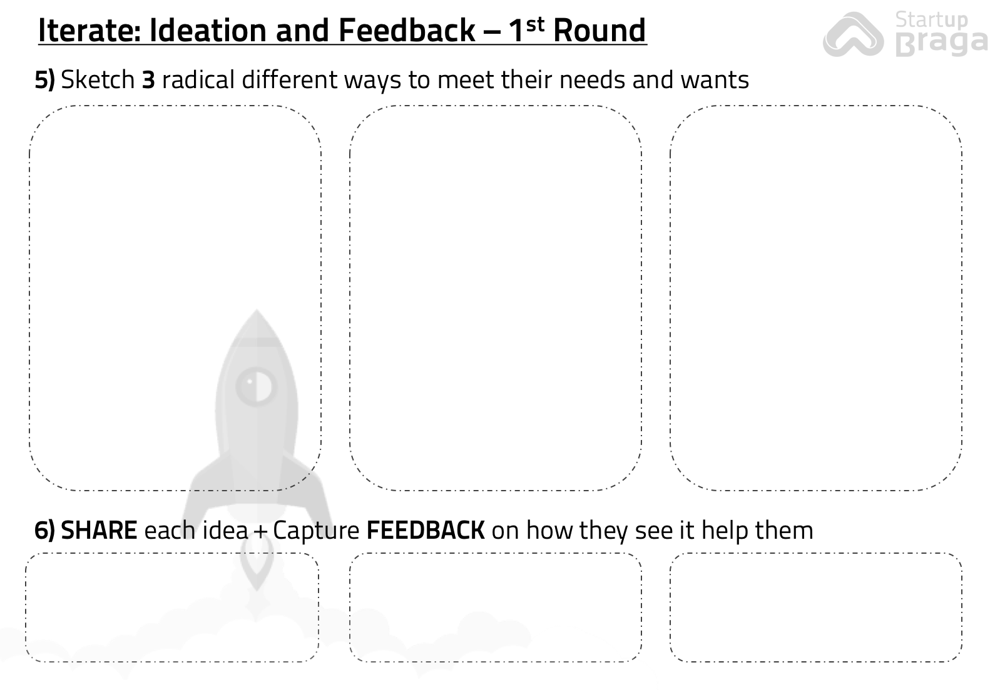 Iterate: Ideation and Feedback – 1st Round
Startup
Braga
5) Sketch 3 radical different ways to meet their needs and wants
6) SHARE each idea + Capture FEEDBACK on how they see it help them